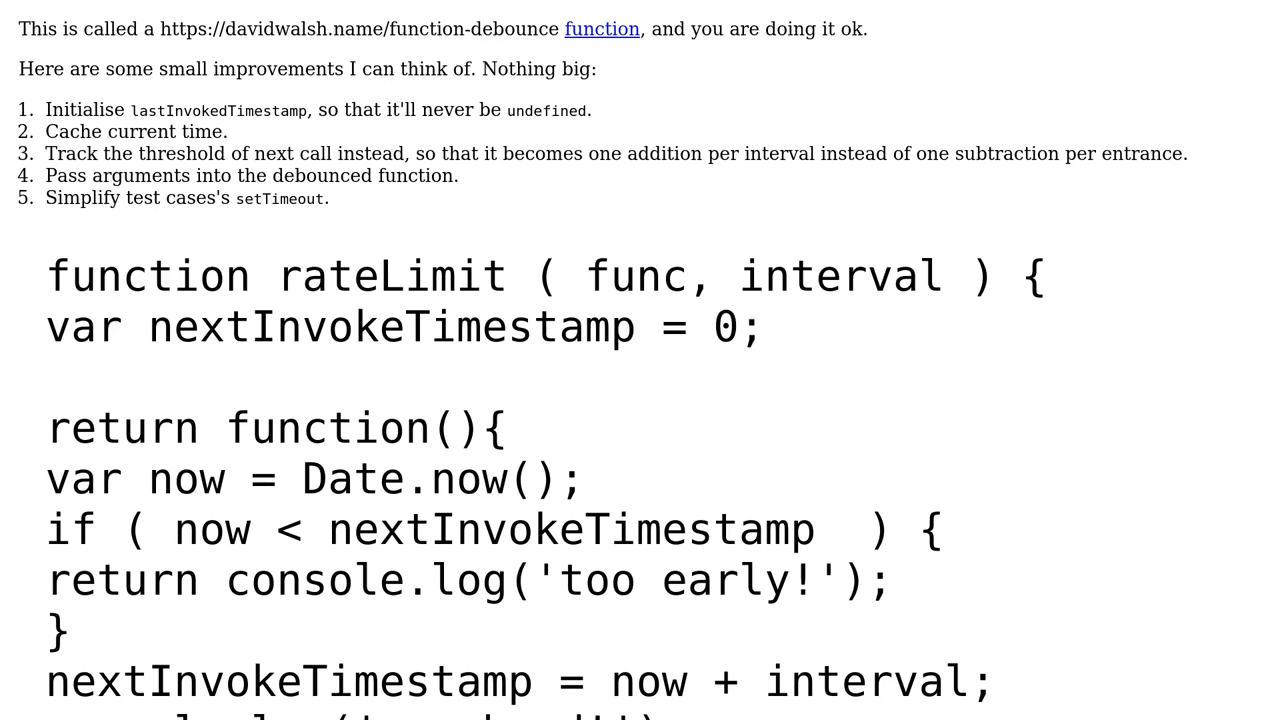 This is called a https://davidwalsh.name/function-debounce function, and you are doing it ok.
Here are some small improvements I can think of. Nothing big:
1. Initialise lastInvokedTimestamp, so that it'll never be undefined.
2. Cache current time.
3. Track the threshold of next call instead, so that it becomes one addition per interval instead of one subtraction per entrance.
4. Pass arguments into the debounced function.
5. Simplify test cases's setTimeout.
function rateLimit ( func, interval ) {
var nextInvokeTimestamp = 0;
return function(){
var now = Date.now();
if ( now < nextInvokeTimestamp  ) {
return console.log('too early!');
}
nextInvokeTimestamp = now + interval;